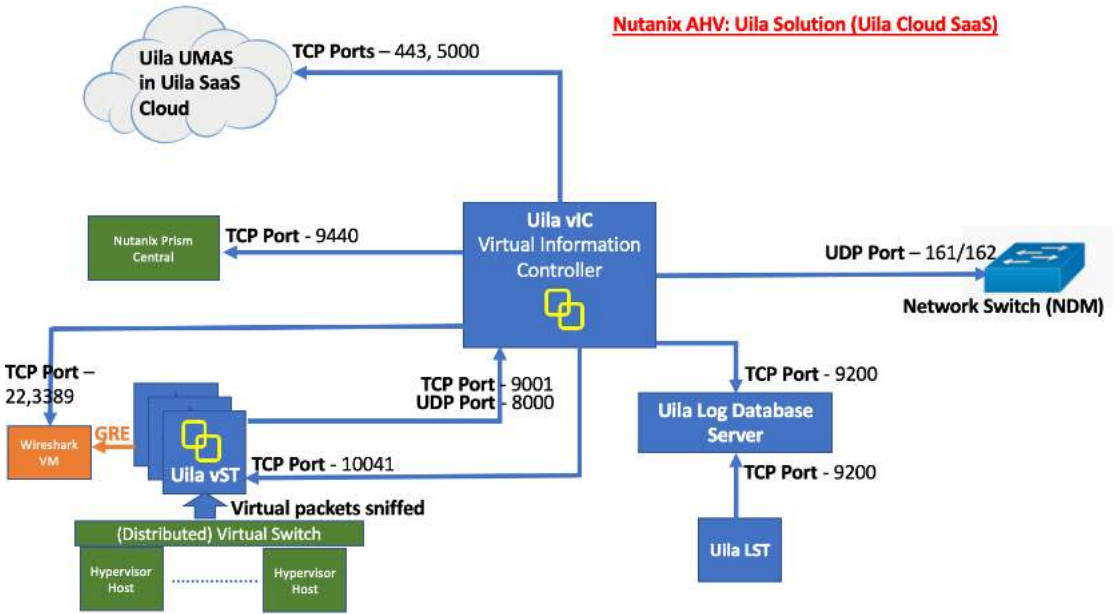 Nutanix AHV: Uila Solution (Uila Cloud SaaS)
Uila UMAS
in Uila SaaS
Cloud
TCP Ports – 443, 5000
Uila vIC
Virtual Information
Controller
Nutanix Prism
Central
TCP Port - 9440
UDP Port – 161/162
Network Switch (NDM)
TCP Port –
22,3389
TCP Port - 9001
UDP Port - 8000
TCP Port - 9200
Uila Log Database
Server
Wireshark
VM
GRE
Uila vST
TCP Port - 10041
TCP Port - 9200
Virtual packets sniffed
(Distributed) Virtual Switch
Uila LST
Hypervisor
Host
Hypervisor
Host